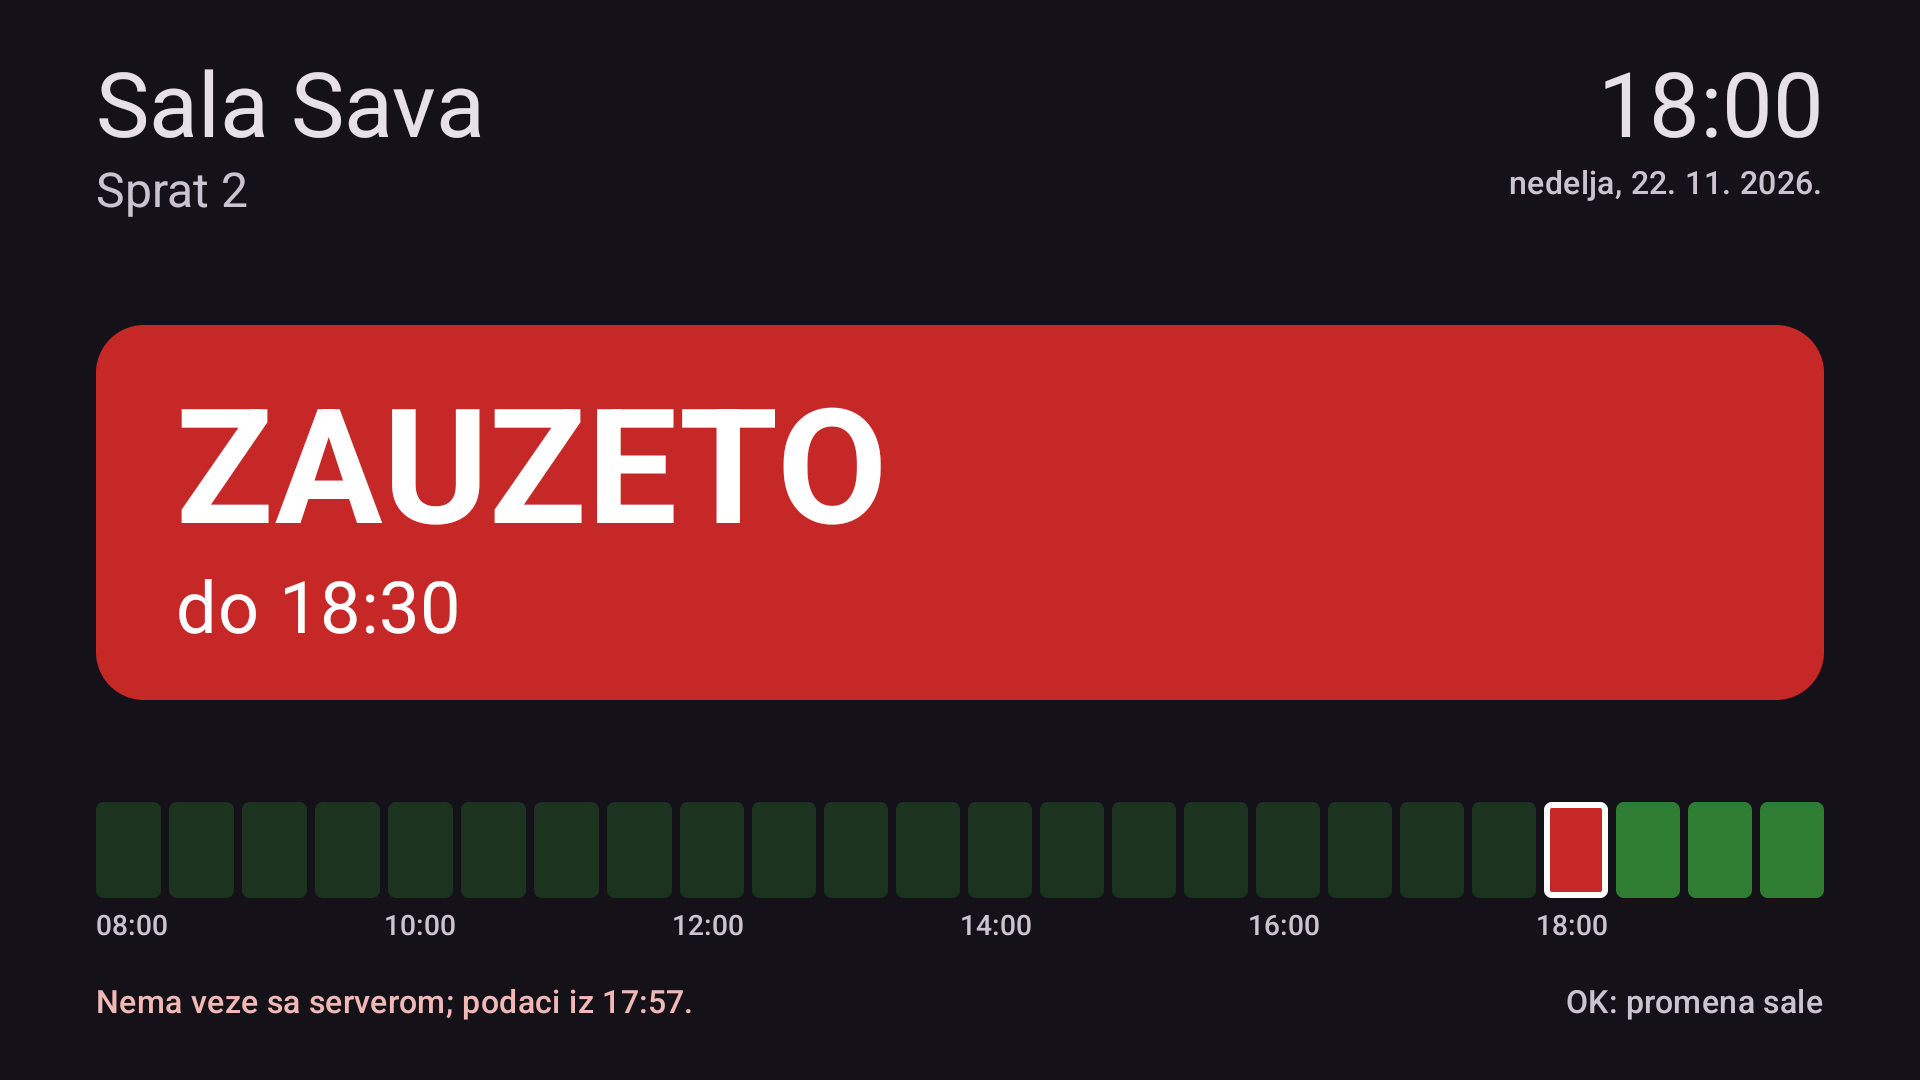 Sala Sava
Sprat 2
18:00
nedelja, 22. 11. 2026.
ZAUZETO
do 18:30
08:00 10:00 12:00 14:00 16:00 18:00
Nema veze sa serverom; podaci iz 17:57.
OK: promena sale